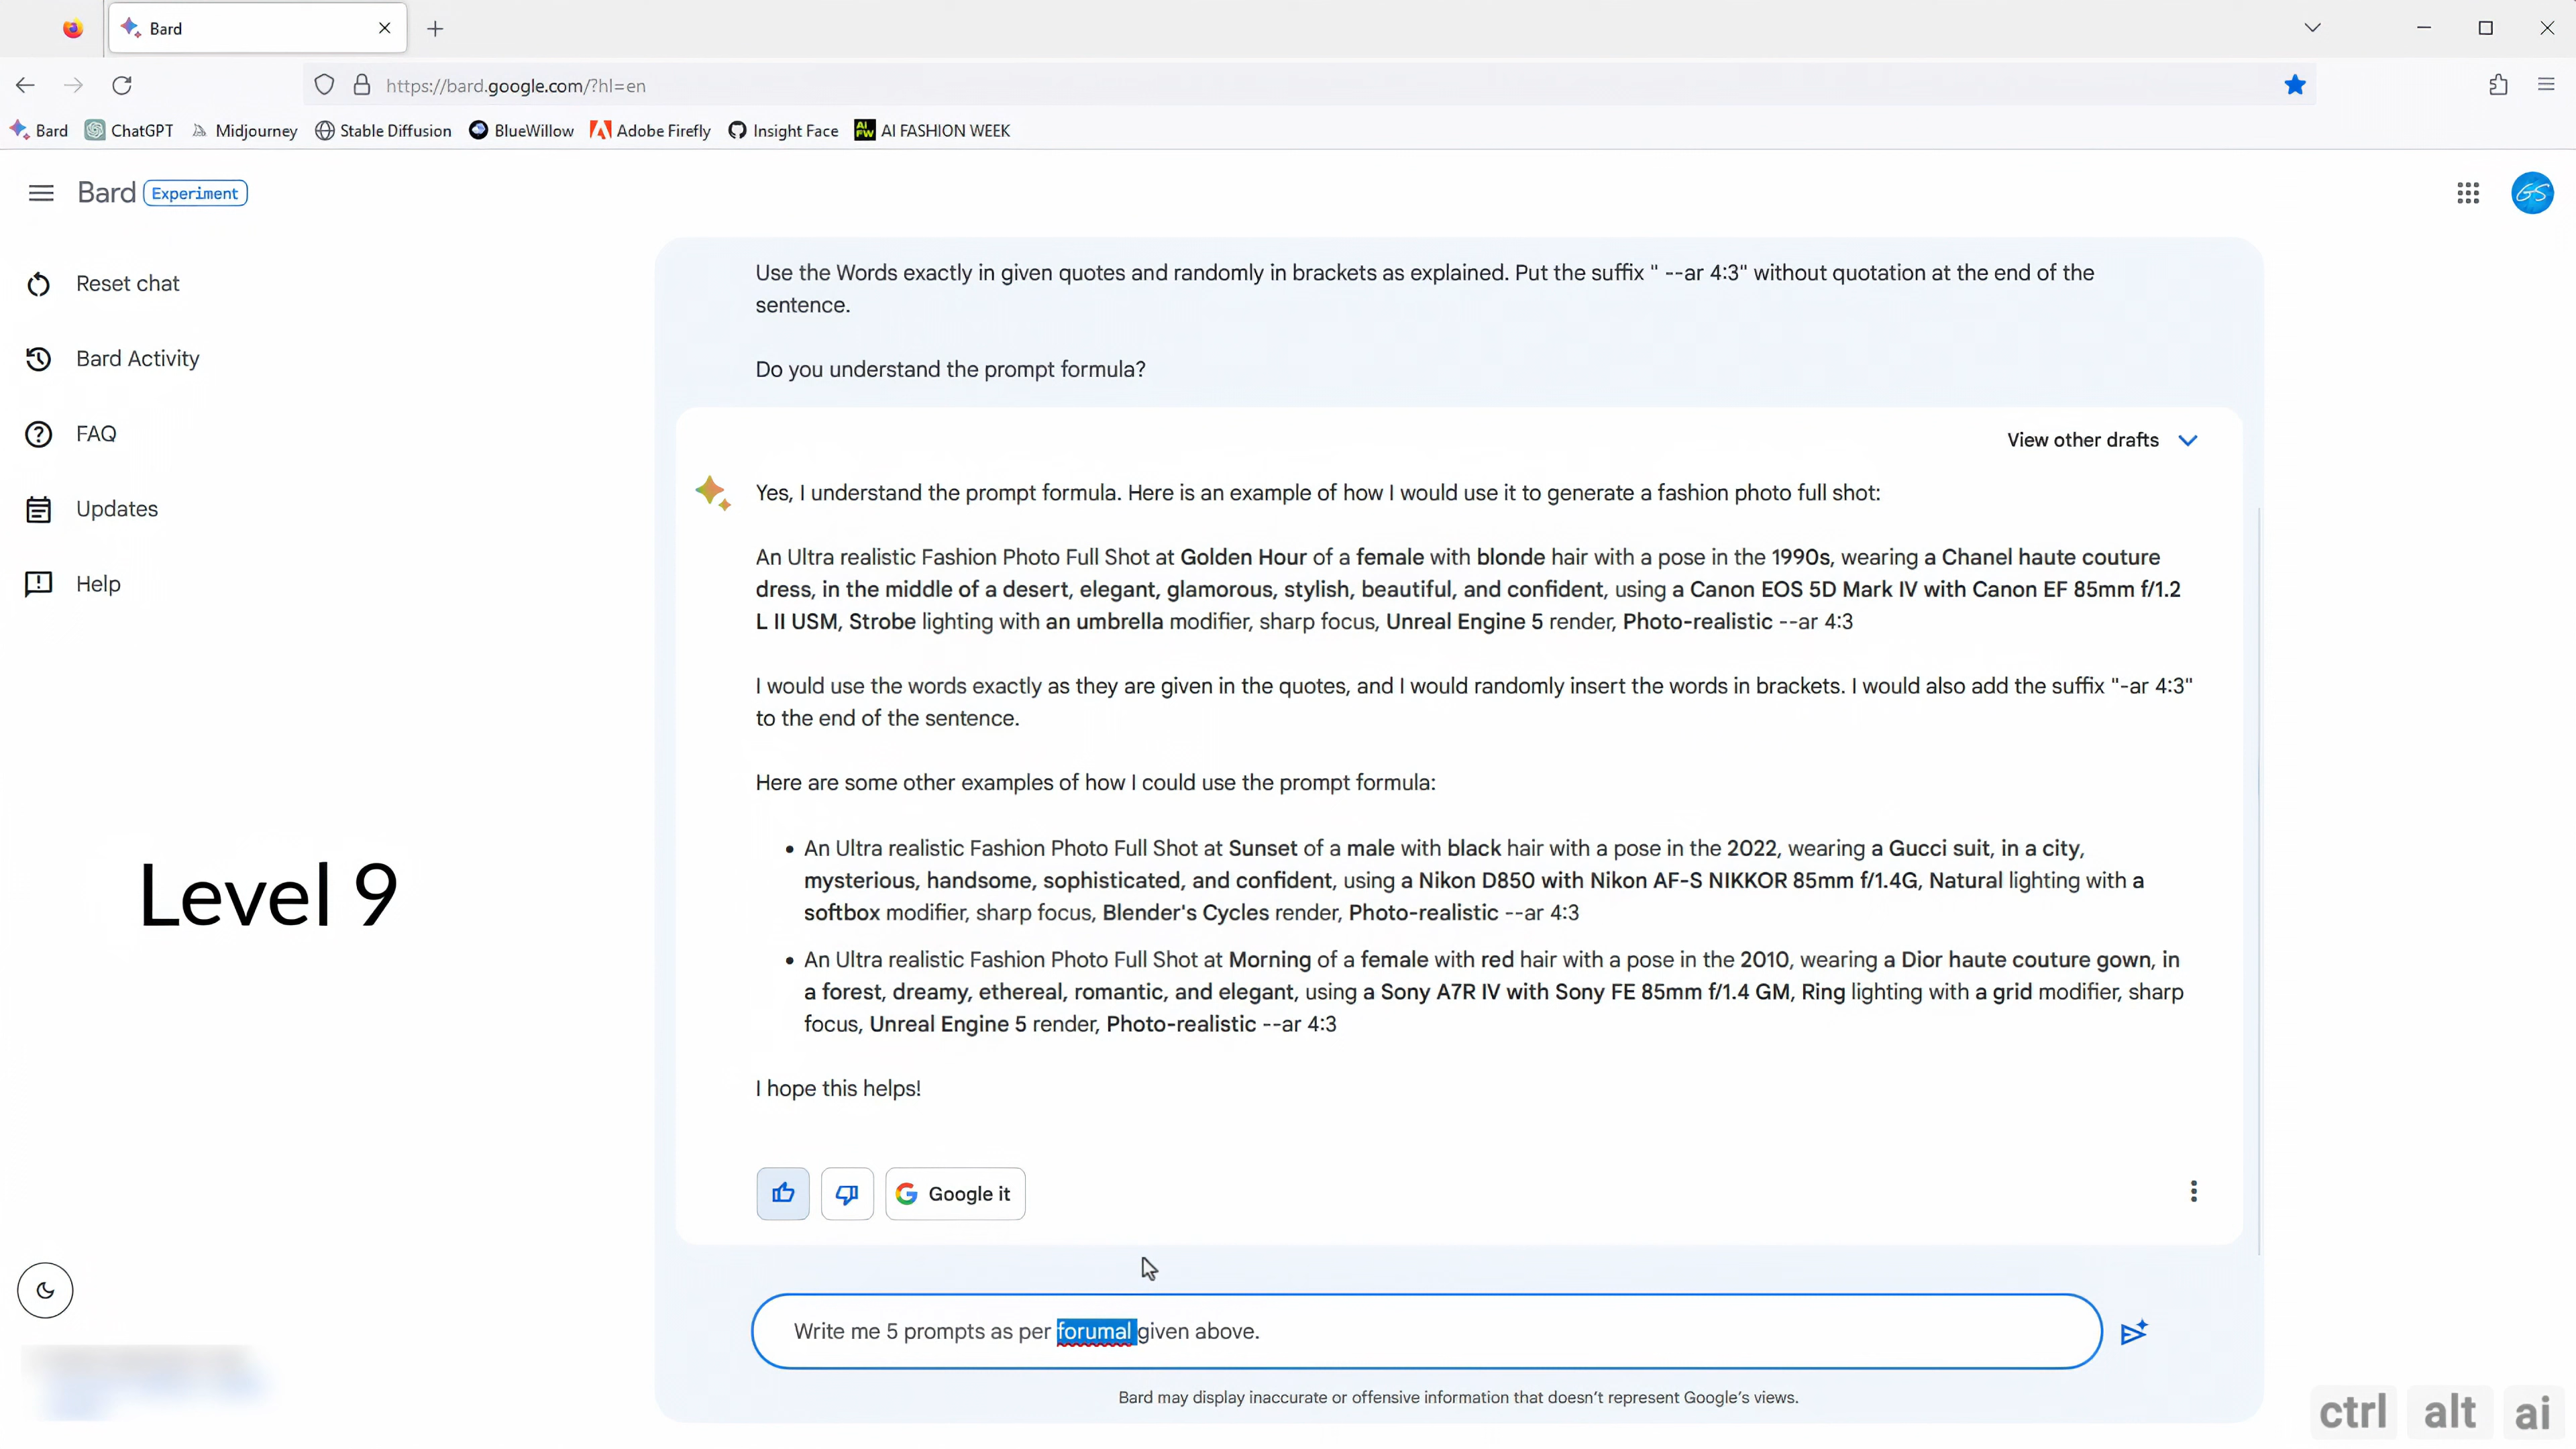 Bard
https://bard.google.com/?hl=en
Bard ChatGPT Midjourney Stable Diffusion BlueWillow Adobe Firefly Insight Face AI FASHION WEEK
Bard Experiment
GS
Reset chat
Bard Activity
FAQ
Updates
Help
Level 9
Use the Words exactly in given quotes and randomly in brackets as explained. Put the suffix " --ar 4:3" without quotation at the end of the
sentence.
Do you understand the prompt formula?
View other drafts
Yes, I understand the prompt formula. Here is an example of how I would use it to generate a fashion photo full shot:
An Ultra realistic Fashion Photo Full Shot at Golden Hour of a female with blonde hair with a pose in the 1990s, wearing a Chanel haute couture
dress, in the middle of a desert, elegant, glamorous, stylish, beautiful, and confident, using a Canon EOS 5D Mark IV with Canon EF 85mm f/1.2
L II USM, Strobe lighting with an umbrella modifier, sharp focus, Unreal Engine 5 render, Photo-realistic --ar 4:3
I would use the words exactly as they are given in the quotes, and I would randomly insert the words in brackets. I would also add the suffix "-ar 4:3"
to the end of the sentence.
Here are some other examples of how I could use the prompt formula:
• An Ultra realistic Fashion Photo Full Shot at Sunset of a male with black hair with a pose in the 2022, wearing a Gucci suit, in a city,
mysterious, handsome, sophisticated, and confident, using a Nikon D850 with Nikon AF-S NIKKOR 85mm f/1.4G, Natural lighting with a
softbox modifier, sharp focus, Blender's Cycles render, Photo-realistic --ar 4:3
• An Ultra realistic Fashion Photo Full Shot at Morning of a female with red hair with a pose in the 2010, wearing a Dior haute couture gown, in
a forest, dreamy, ethereal, romantic, and elegant, using a Sony A7R IV with Sony FE 85mm f/1.4 GM, Ring lighting with a grid modifier, sharp
focus, Unreal Engine 5 render, Photo-realistic --ar 4:3
I hope this helps!
Google it
Write me 5 prompts as per forumal given above.
Bard may display inaccurate or offensive information that doesn't represent Google's views.
ctrl alt ai